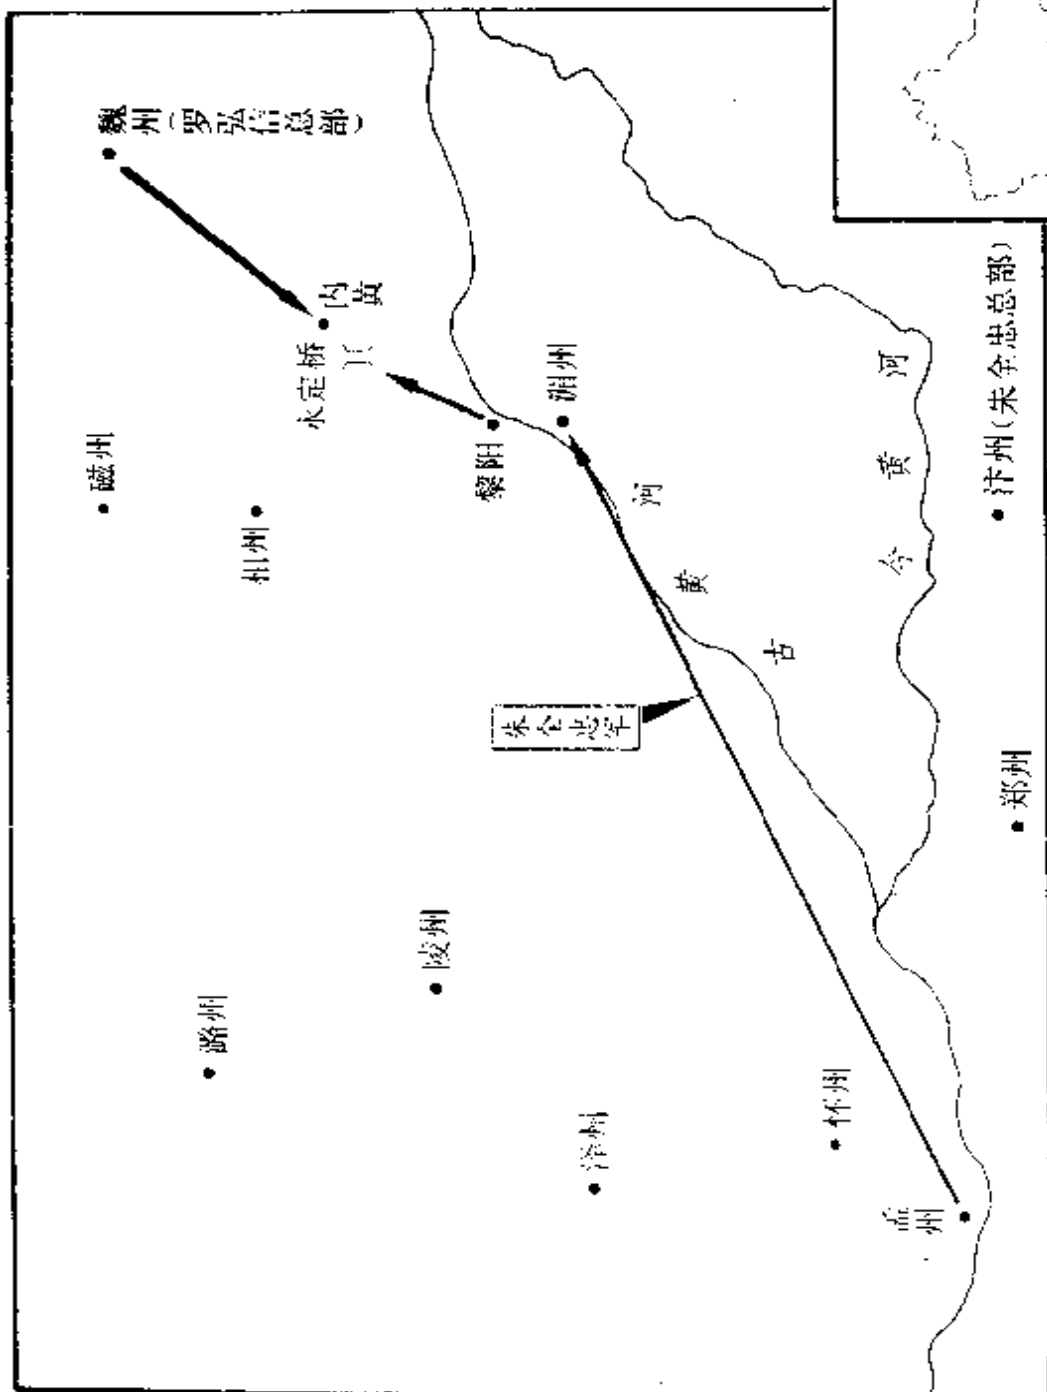 魏州(罗弘信总部)
内黄
永定桥
磁州
相州
黎阳
滑州
古黄河
今黄河
汴州(朱全忠总部)
朱全忠军
郑州
陵州
潞州
泽州
怀州
孟州